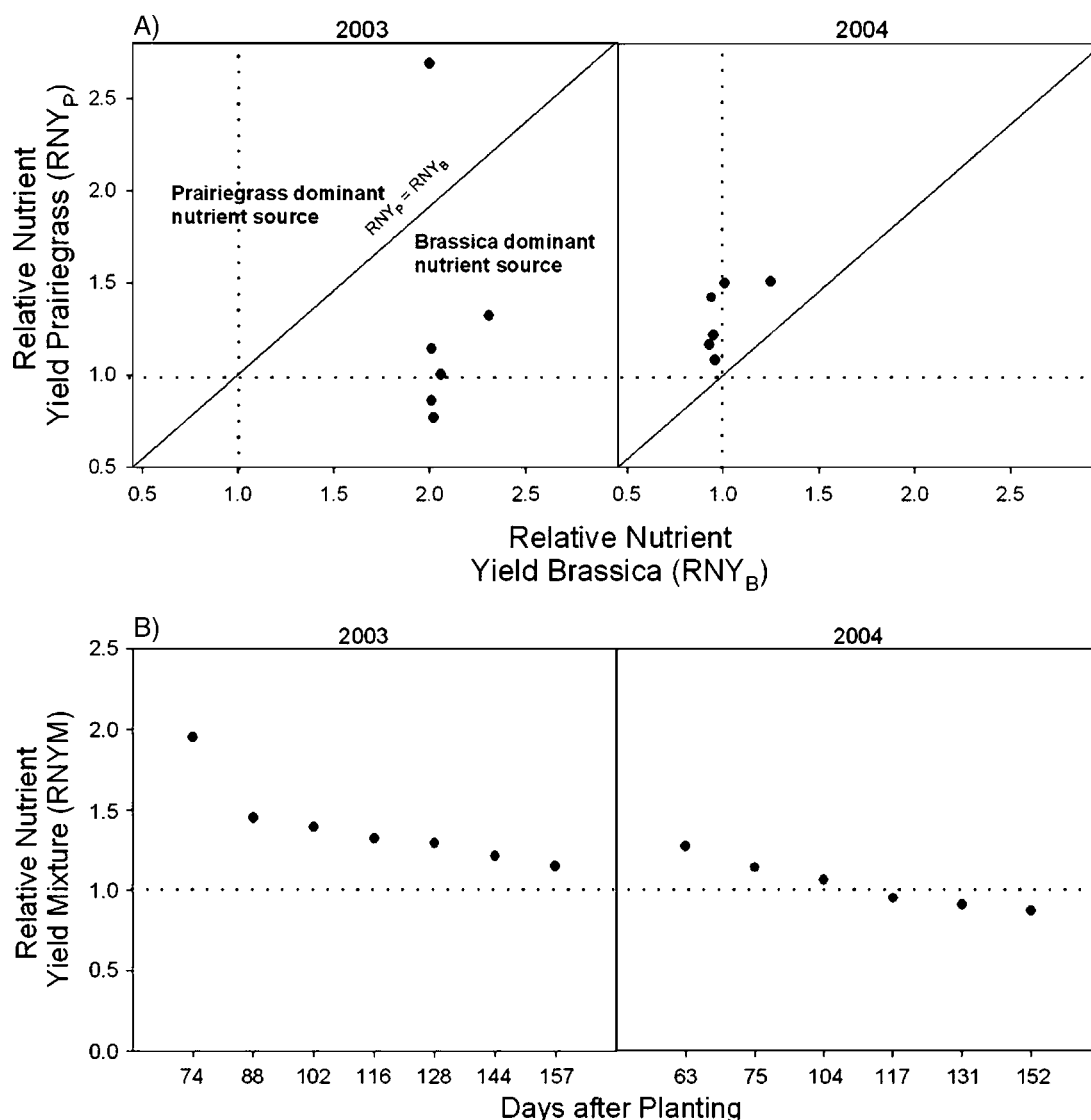 A)
2003
2004
Relative Nutrient
Yield Prairiegrass (RNYP)
2.5
2.0
1.5
1.0
0.5
Prairiegrass dominant
nutrient source
RNYP = RNYB
Brassica dominant
nutrient source
0.5 1.0 1.5 2.0 2.5 0.5 1.0 1.5 2.0 2.5
Relative Nutrient
Yield Brassica (RNYB)
B)
2003
2004
Relative Nutrient
Yield Mixture (RNYM)
2.5
2.0
1.5
1.0
0.5
0.0
74 88 102 116 128 144 157 63 75 104 117 131 152
Days after Planting